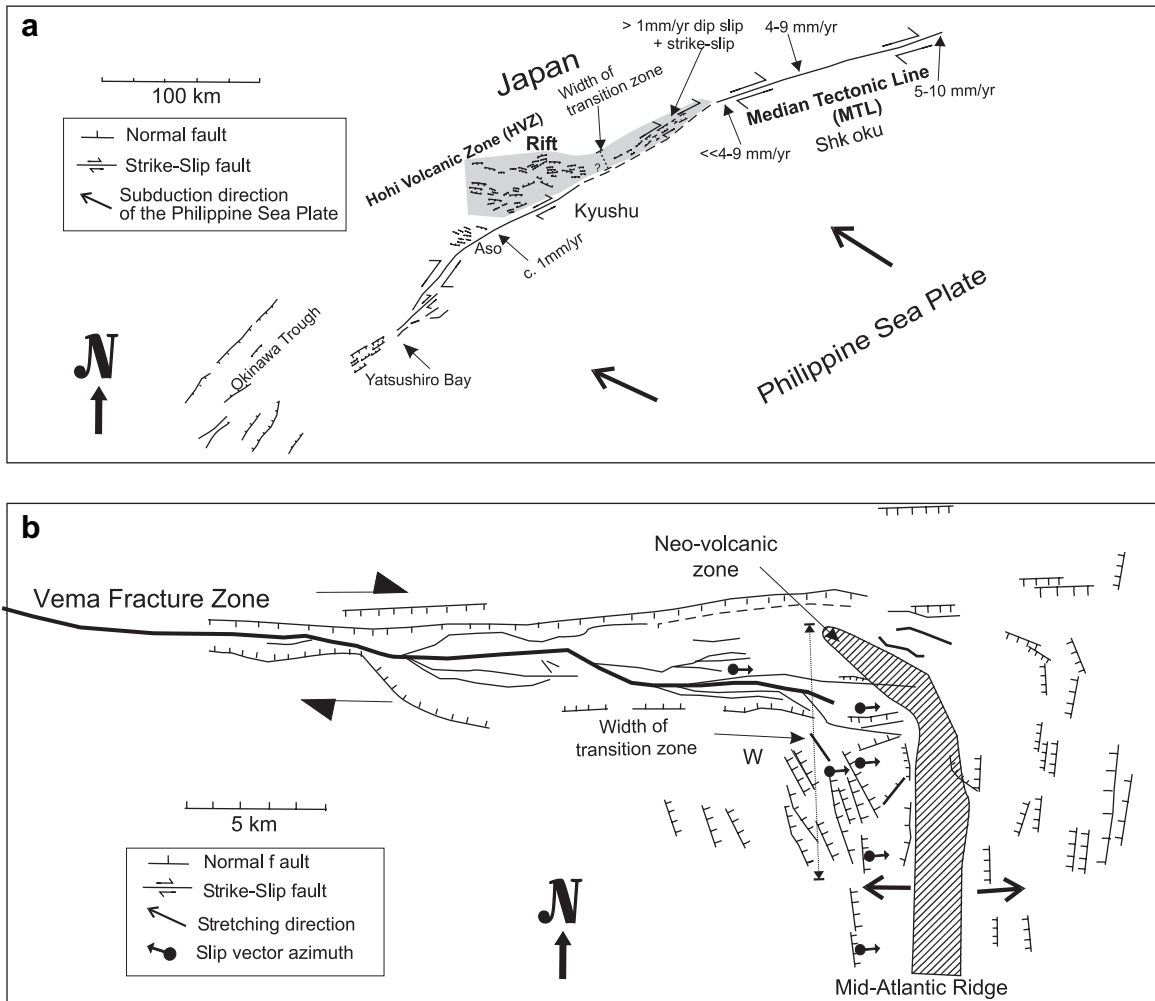 a
> 1mm/yr dip slip
+ strike-slip
4-9 mm/yr
Japan
Width of
transition zone
100 km
5-10 mm/yr
Median Tectonic Line
(MTL)
Shk oku
<<4-9 mm/yr
Normal fault
Strike-Slip fault
Subduction direction
of the Philippine Sea Plate
Hohi Volcanic Zone (HVZ)
Rift
?
Kyushu
Aso
c. 1mm/yr
Philippine Sea Plate
Okinawa Trough
Yatsushiro Bay
N
b
Neo-volcanic
zone
Vema Fracture Zone
Width of
transition zone
W
5 km
Normal f ault
Strike-Slip fault
Stretching direction
Slip vector azimuth
N
Mid-Atlantic Ridge